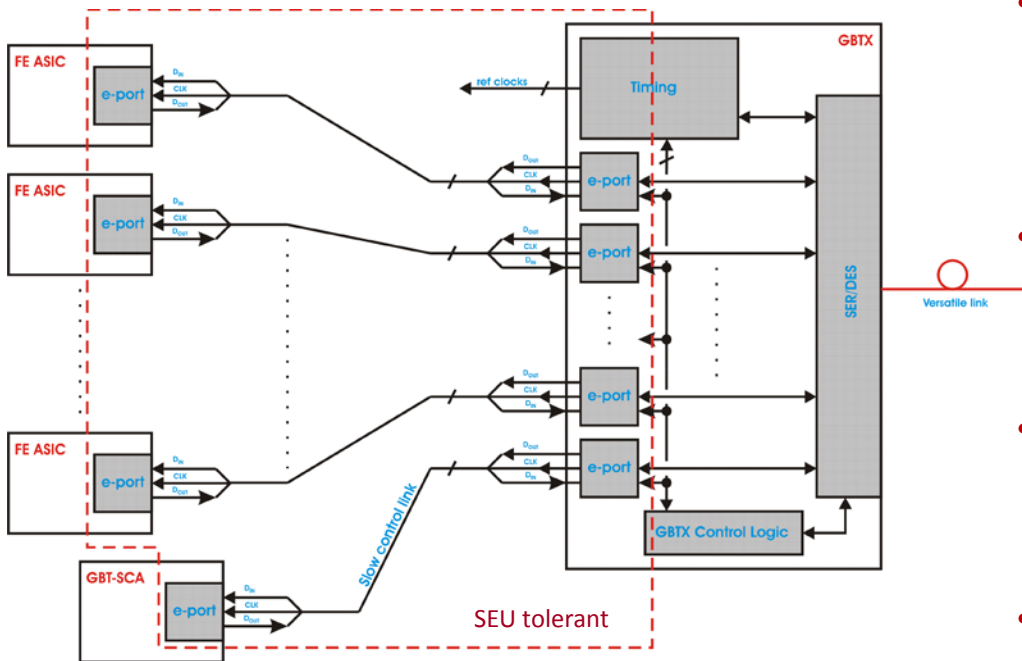 FE ASIC
e-port
DIN
CLK
DOUT
ref clocks
Timing
GBTX
DOUT
CLK
DIN
e-port
FE ASIC
e-port
DIN
CLK
DOUT
DOUT
CLK
DIN
e-port
SER/DES
Versatile link
DOUT
CLK
DIN
e-port
FE ASIC
e-port
DIN
CLK
DOUT
DOUT
CLK
DIN
e-port
Slow control link
GBTX Control Logic
GBT-SCA
e-port
DIN
CLK
DOUT
SEU tolerant